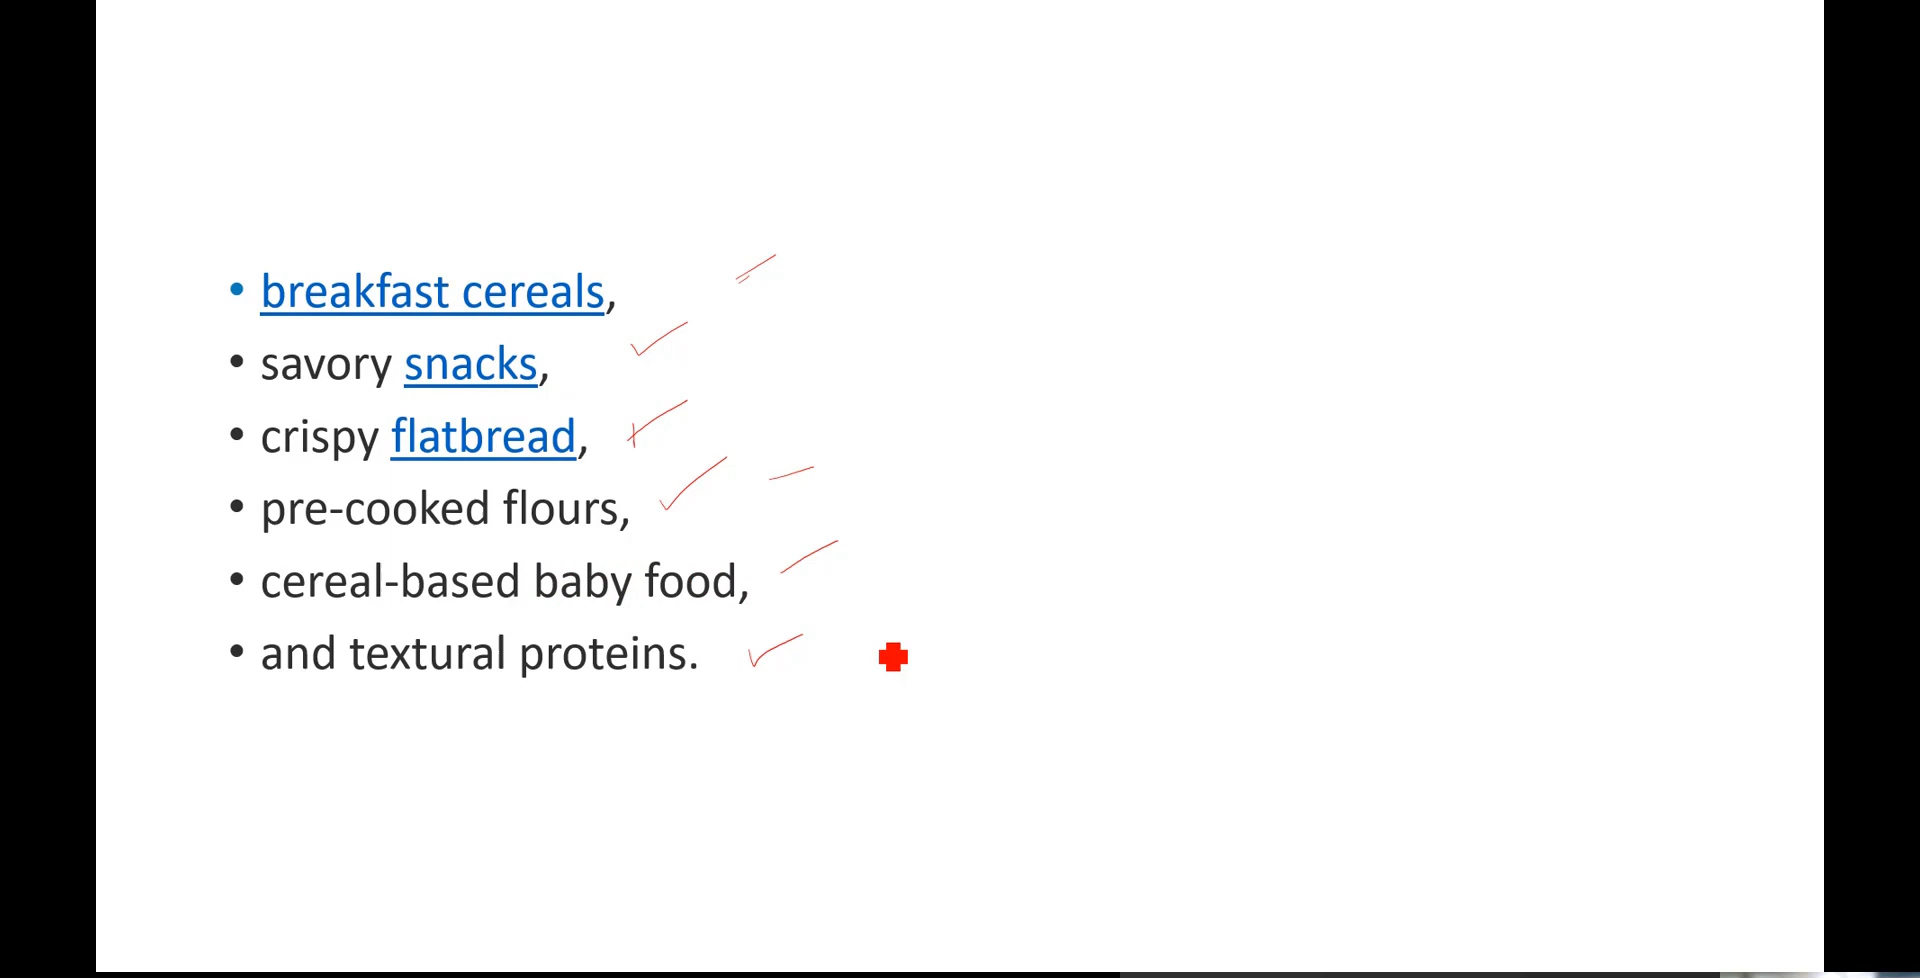 • breakfast cereals,
• savory snacks,
• crispy flatbread,
• pre-cooked flours,
• cereal-based baby food,
• and textural proteins.